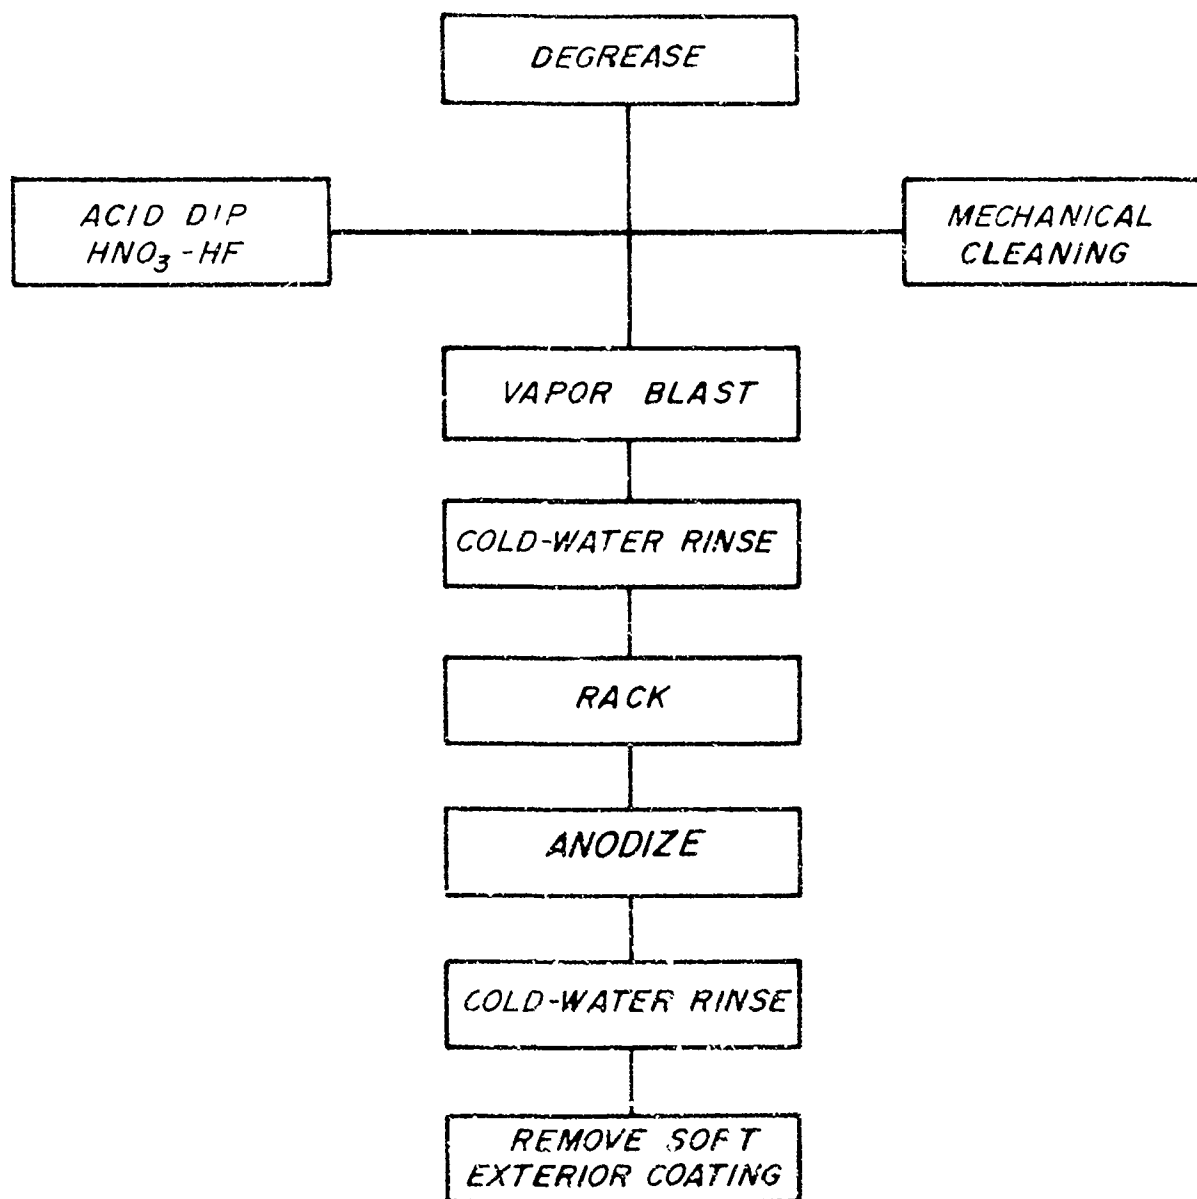 DEGREASE
ACID DIP
HNO₃-HF
MECHANICAL
CLEANING
VAPOR BLAST
COLD-WATER RINSE
RACK
ANODIZE
COLD-WATER RINSE
REMOVE SOFT
EXTERIOR COATING